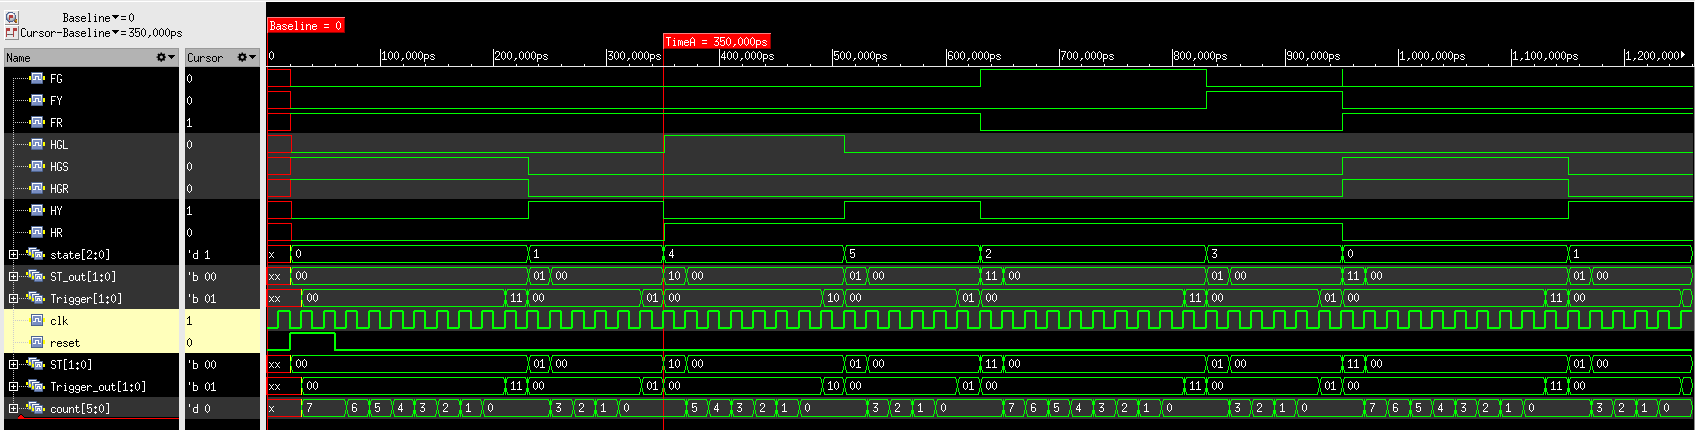 Baseline▼=0
Cursor-Baseline▼=350,000ps
Baseline = 0
TimeA = 350,000ps
Name Cursor 0 100,000ps 200,000ps 300,000ps 400,000ps 500,000ps 600,000ps 700,000ps 800,000ps 900,000ps 1,000,000ps 1,100,000ps 1,200,000
FG 0
FY 0
FR 1
HGL 0
HGS 0
HGR 0
HY 1
HR 0
state[2:0] 'd 1 x 0 1 4 5 2 3 0 1
ST_out[1:0] 'b 00 xx 00 01 00 10 00 01 00 11 00 01 00 11 00 01 00
Trigger[1:0] 'b 01 xx 00 11 00 01 00 10 00 01 00 11 00 01 00 11 00
clk 1
reset 0
ST[1:0] 'b 00 xx 00 01 00 10 00 01 00 11 00 01 00 11 00 01 00
Trigger_out[1:0] 'b 01 xx 00 11 00 01 00 10 00 01 00 11 00 01 00 11 00
count[5:0] 'd 0 x 7 6 5 4 3 2 1 0 3 2 1 0 5 4 3 2 1 0 3 2 1 0 7 6 5 4 3 2 1 0 3 2 1 0 7 6 5 4 3 2 1 0 3 2 1 0